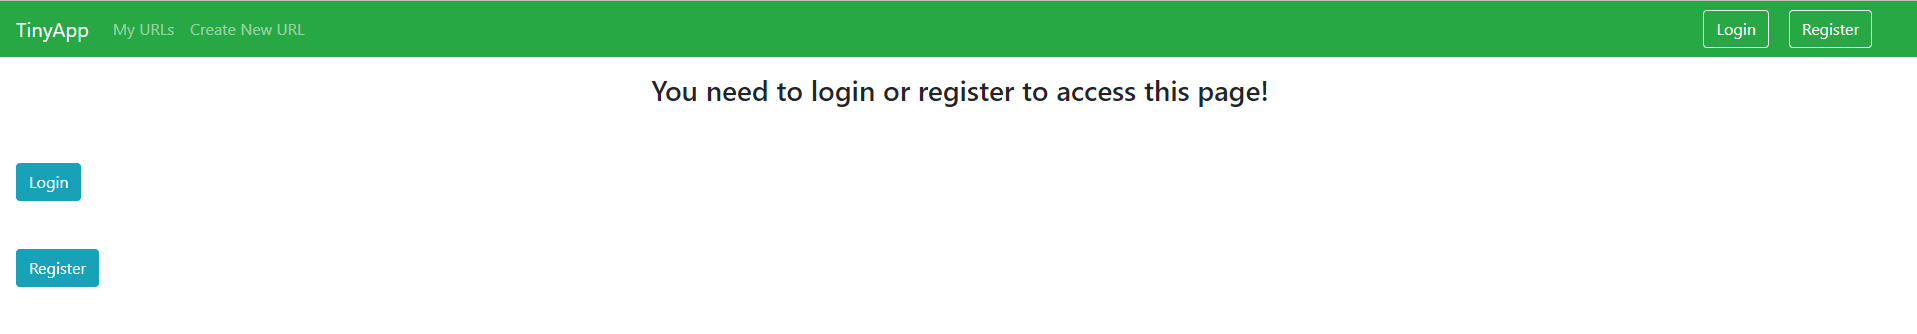 TinyApp My URLs Create New URL Login Register
You need to login or register to access this page!
Login
Register